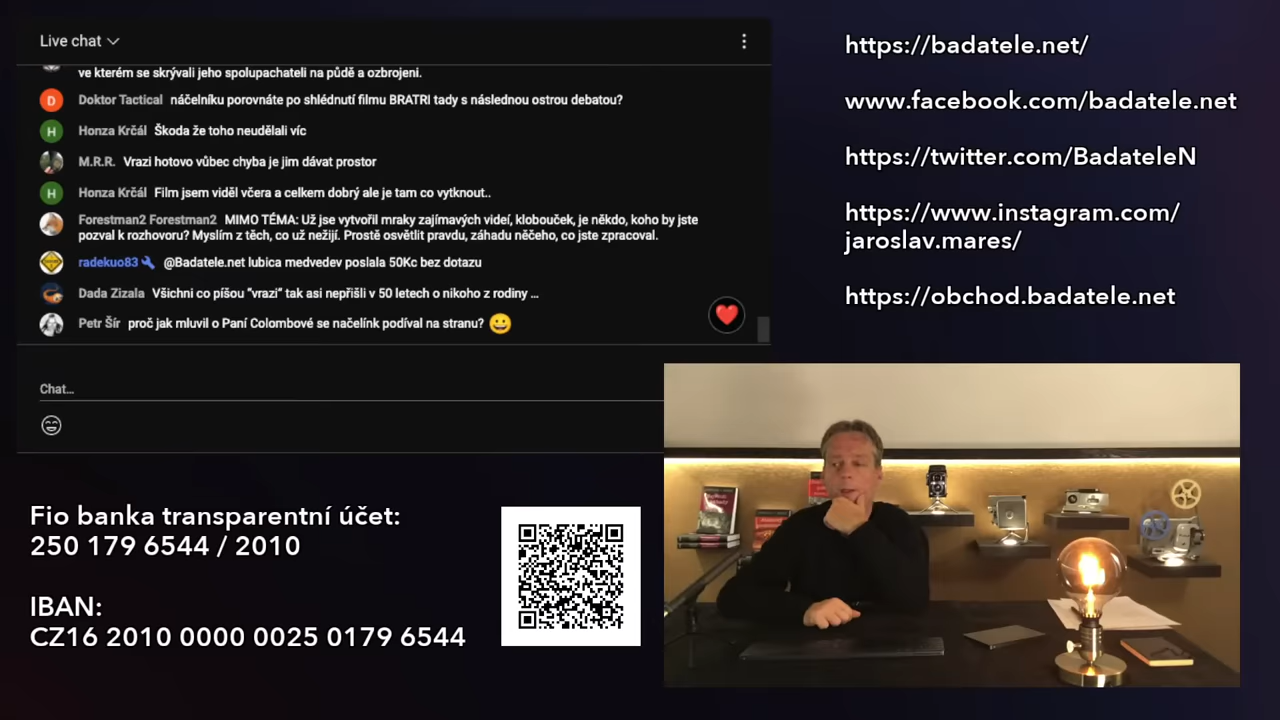 Live chat
ve kterém se skrývali jeho spolupachateli na půdě a ozbrojeni.
Doktor Tactical náčelníku porovnáte po shlédnutí filmu BRATRI tady s následnou ostrou debatou?
Honza Krčál Škoda že toho neudělali víc
M.R.R. Vrazi hotovo vůbec chyba je jim dávat prostor
Honza Krčál Film jsem viděl včera a celkem dobrý ale je tam co vytknout..
Forestman2 Forestman2 MIMO TÉMA: Už jse vytvořil mraky zajímavých videí, klobouček, je někdo, koho by jste
pozval k rozhovoru? Myslím z těch, co už nežijí. Prostě osvětlit pravdu, záhadu něčeho, co jste zpracoval.
radekuo83 @Badatele.net lubica medvedev poslala 50Kc bez dotazu
Dada Zizala Všichni co píšou "vrazi" tak asi nepřišli v 50 letech o nikoho z rodiny ...
Petr Šír proč jak mluvil o Paní Colombové se načelínk podíval na stranu? 😀
Chat...
https://badatele.net/
www.facebook.com/badatele.net
https://twitter.com/BadateleN
https://www.instagram.com/
jaroslav.mares/
https://obchod.badatele.net
Fio banka transparentní účet:
250 179 6544 / 2010
IBAN:
CZ16 2010 0000 0025 0179 6544